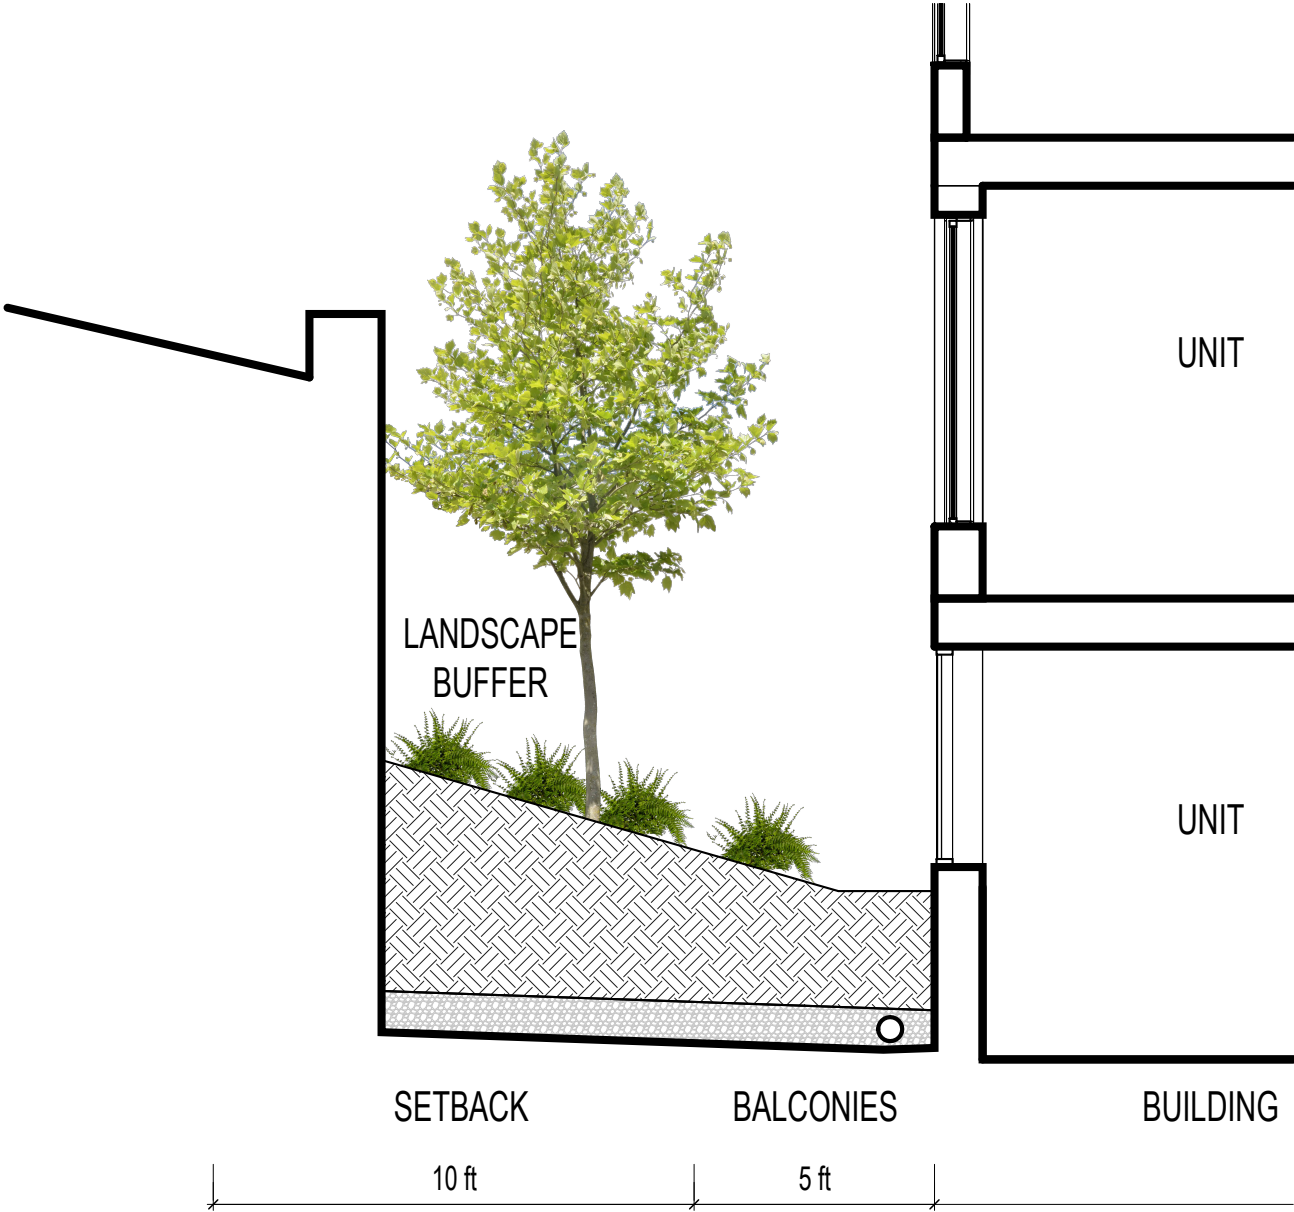 UNIT
LANDSCAPE
BUFFER
UNIT
SETBACK BALCONIES BUILDING
10 ft 5 ft